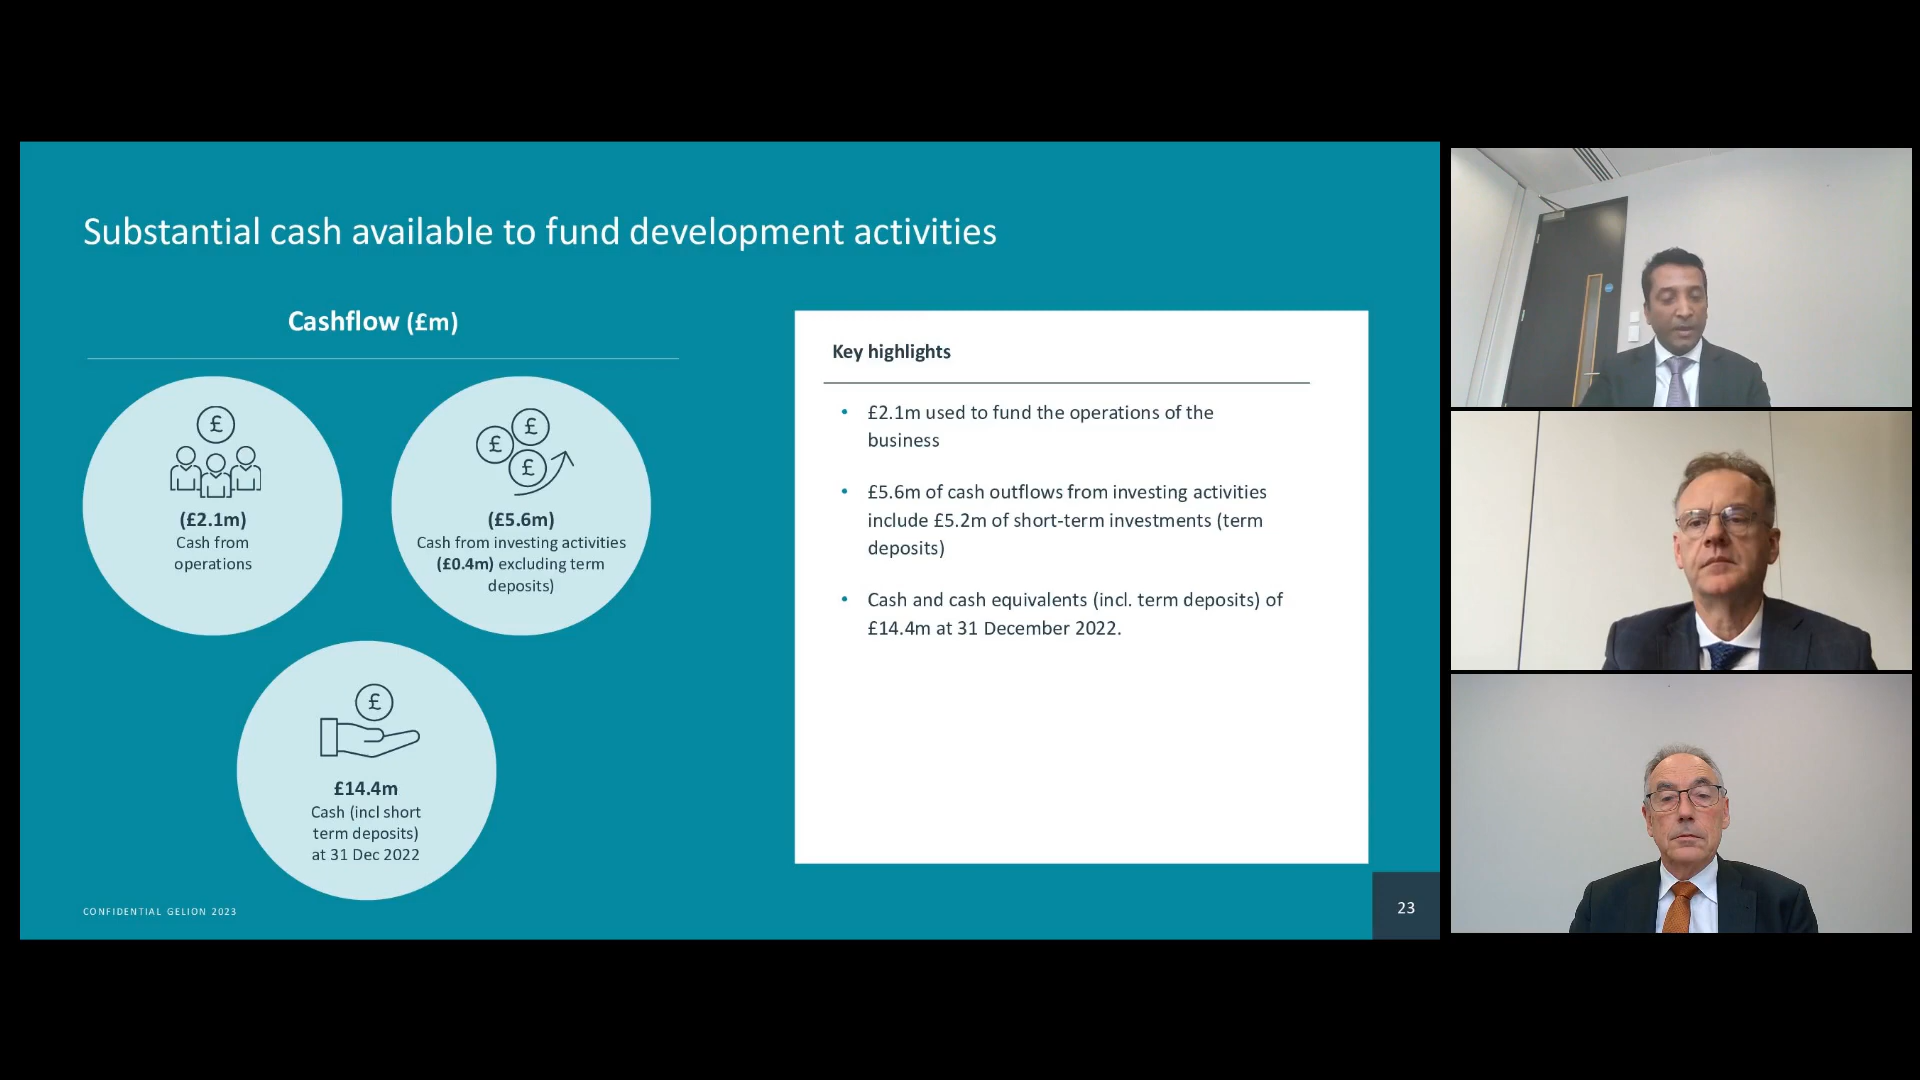 Substantial cash available to fund development activities
Cashflow (£m)
£
(£2.1m)
Cash from
operations
£
£
£
(£5.6m)
Cash from investing activities
(£0.4m) excluding term
deposits)
£
£14.4m
Cash (incl short
term deposits)
at 31 Dec 2022
Key highlights
• £2.1m used to fund the operations of the
business
• £5.6m of cash outflows from investing activities
include £5.2m of short-term investments (term
deposits)
• Cash and cash equivalents (incl. term deposits) of
£14.4m at 31 December 2022.
CONFIDENTIAL GELION 2023
23